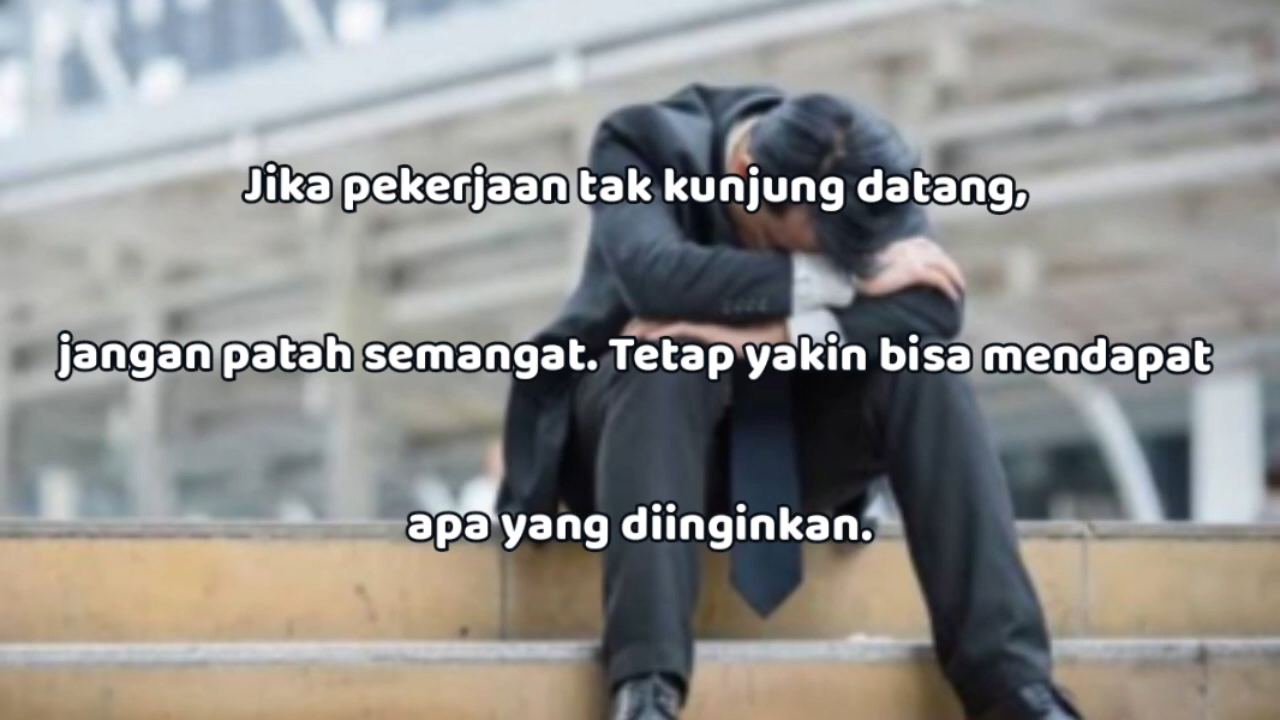 Jika pekerjaan tak kunjung datang,
jangan patah semangat. Tetap yakin bisa mendapat
apa yang diinginkan.